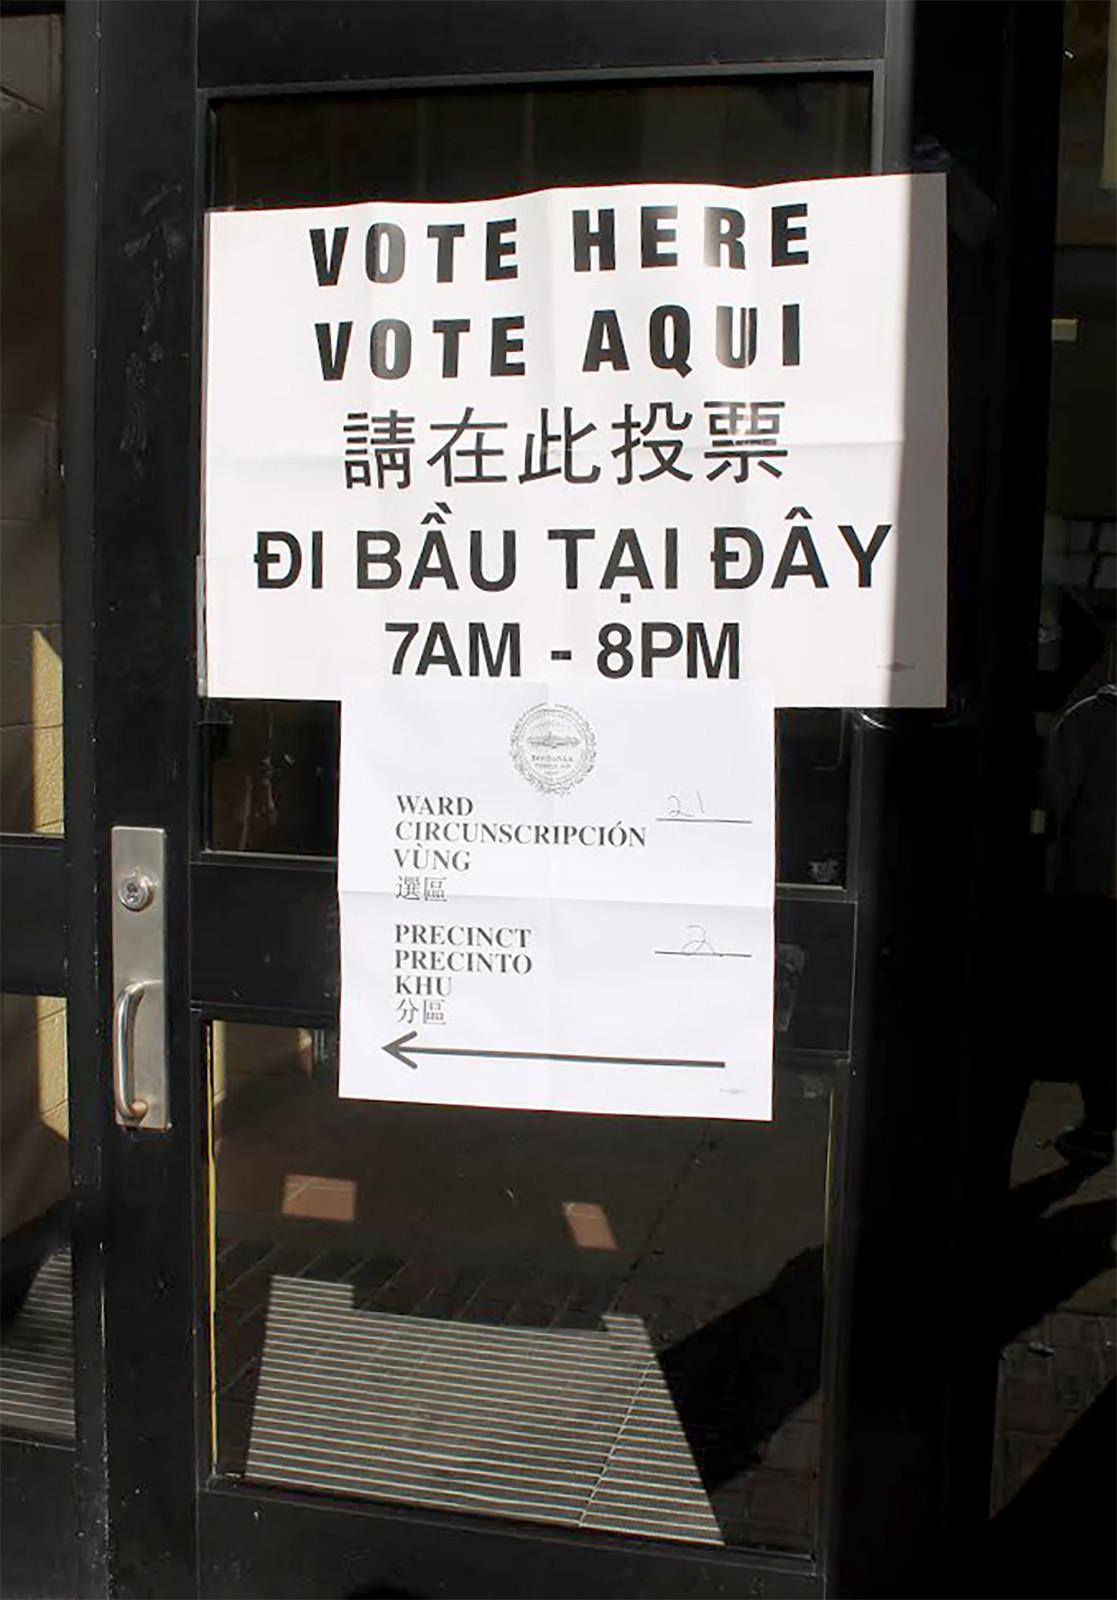 VOTE HERE
VOTE AQUI
請在此投票
ĐI BẦU TẠI ĐÂY
7AM - 8PM
WARD 21
CIRCUNSCRIPCIÓN
VÙNG
選區
PRECINCT 2
PRECINTO
KHU
分區